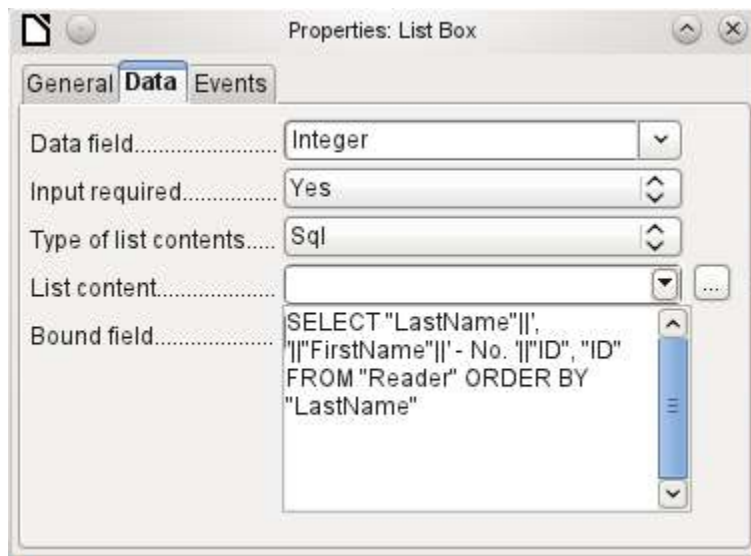 Properties: List Box
General Data Events
Data field....................... Integer
Input required................ Yes
Type of list contents..... Sql
List content................... ...
Bound field....................
SELECT "LastName"||',
'||"FirstName"||' - No. '||"ID", "ID"
FROM "Reader" ORDER BY
"LastName"